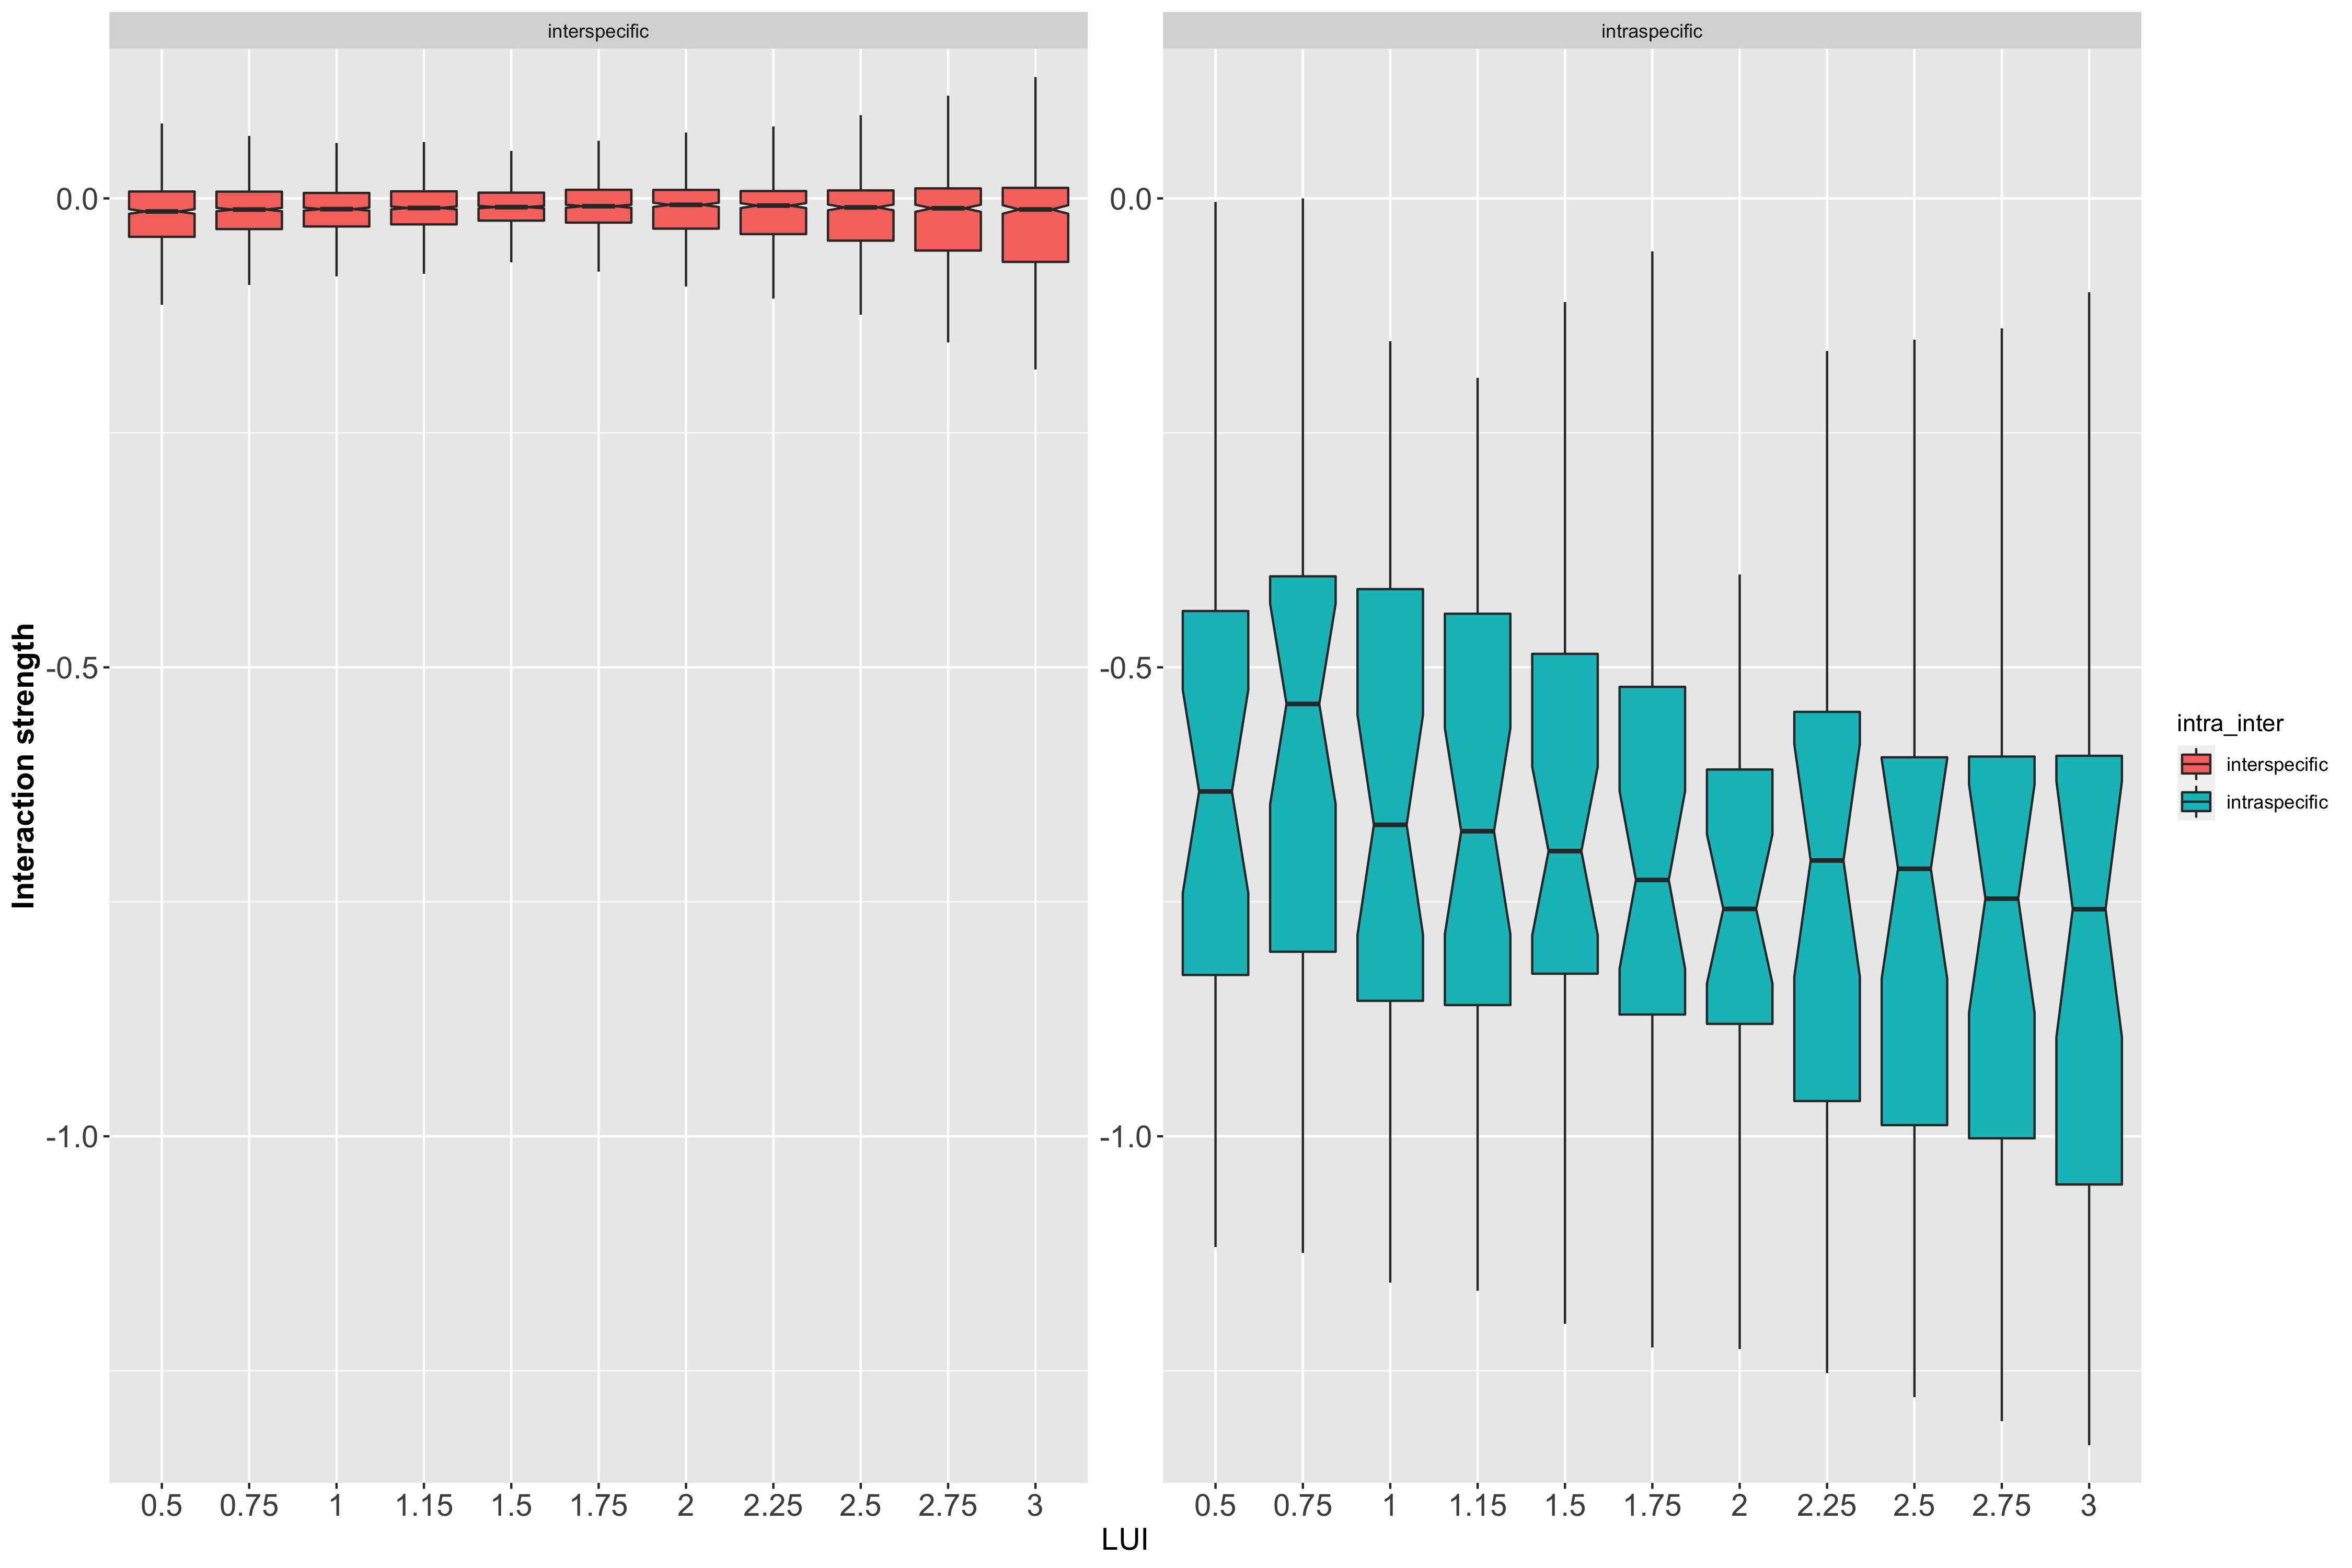 interspecific
intraspecific
0.0
-0.5
-1.0
0.0
-0.5
-1.0
Interaction strength
0.5 0.75 1 1.15 1.5 1.75 2 2.25 2.5 2.75 3
0.5 0.75 1 1.15 1.5 1.75 2 2.25 2.5 2.75 3
LUI
intra_inter
interspecific
intraspecific